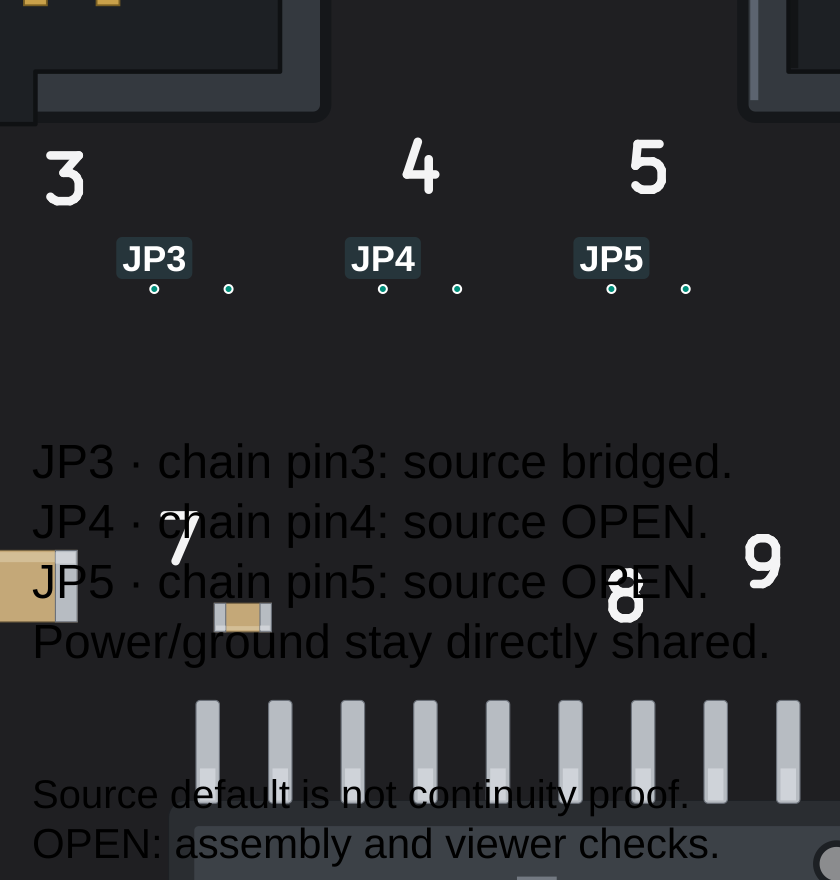 3 4 5
JP3 JP4 JP5
JP3 · chain pin3: source bridged.
JP4 · chain pin4: source OPEN.
7 9
JP5 · chain pin5: source OPEN.
8
Power/ground stay directly shared.
Source default is not continuity proof.
OPEN: assembly and viewer checks.